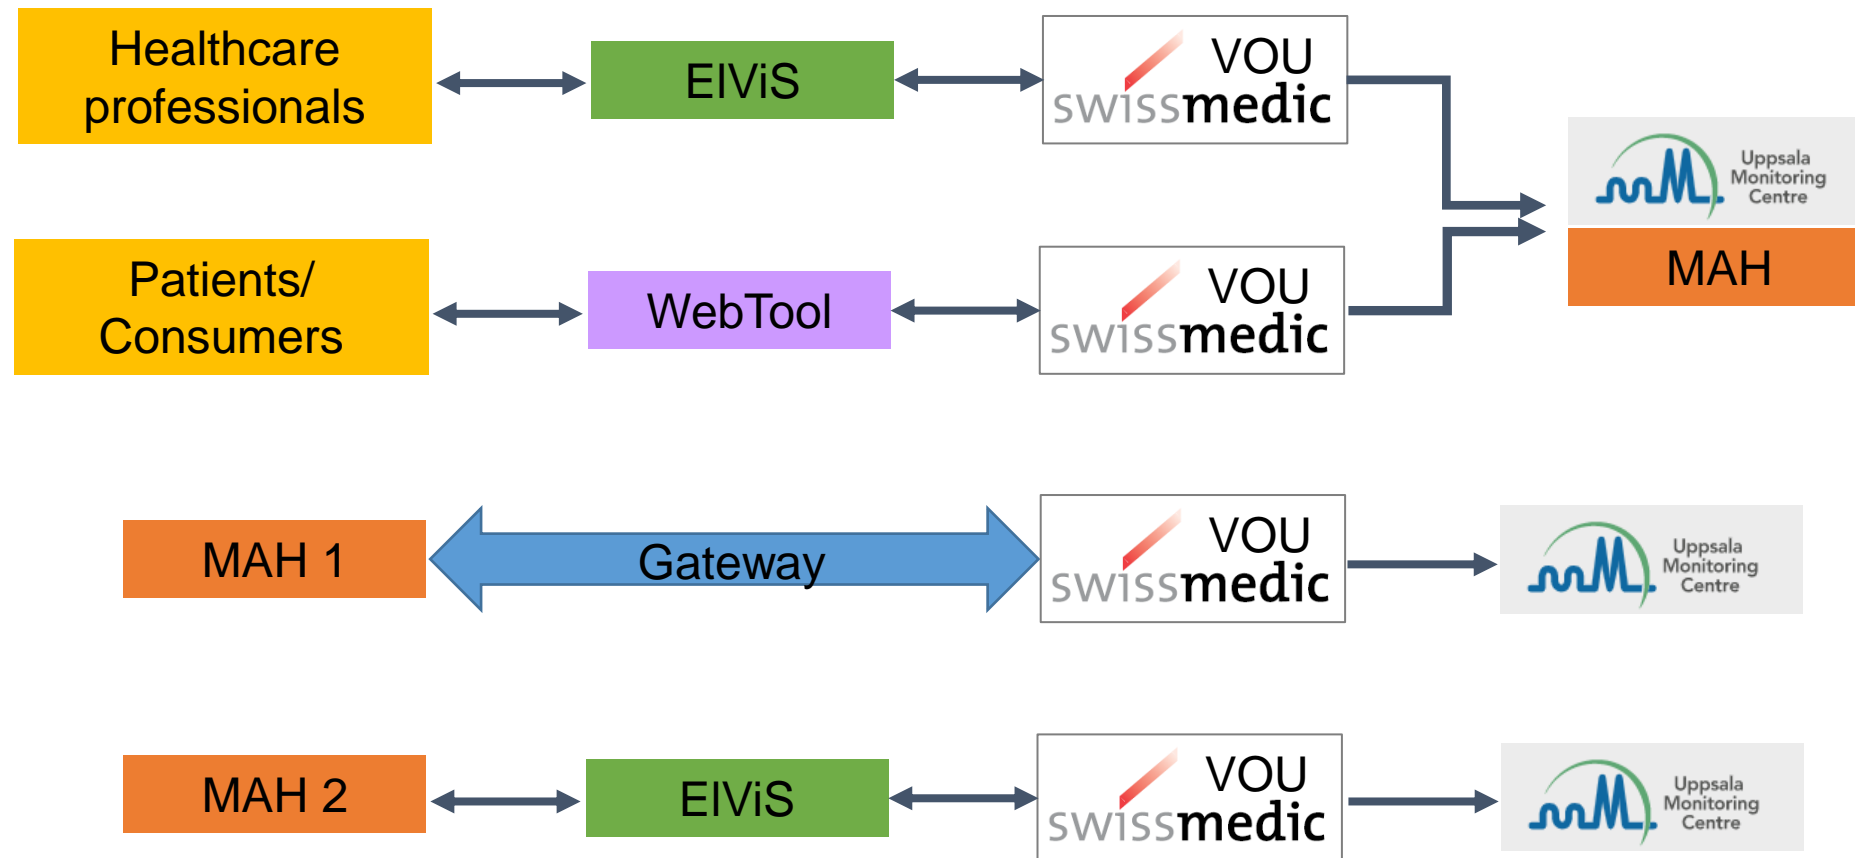 Healthcare
professionals
ElViS
VOU
swissmedic
Uppsala
Monitoring
Centre
MAH
Patients/
Consumers
WebTool
VOU
swissmedic
MAH 1
Gateway
VOU
swissmedic
Uppsala
Monitoring
Centre
MAH 2
ElViS
VOU
swissmedic
Uppsala
Monitoring
Centre